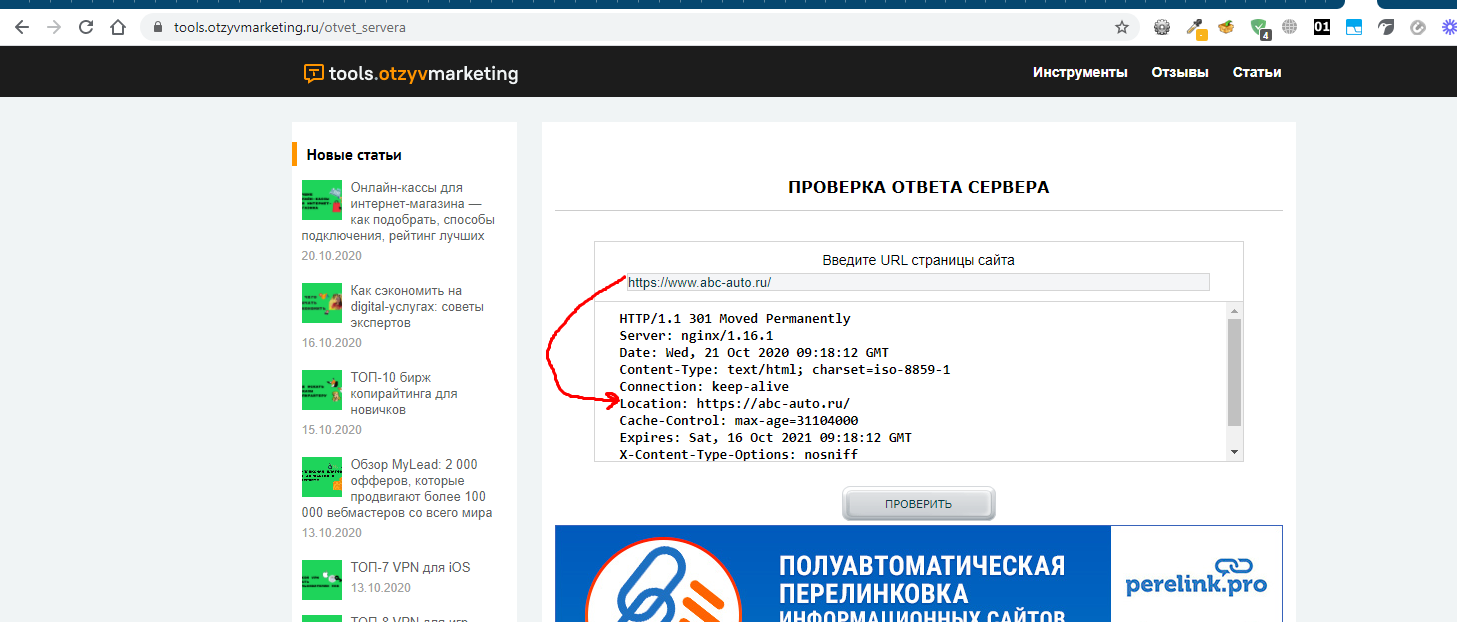 tools.otzyvmarketing.ru/otvet_servera
4
01
tools.otzyvmarketing
Инструменты
Отзывы
Статьи
Новые статьи
Онлайн-кассы для
интернет-магазина —
как подобрать, способы
подключения, рейтинг лучших
20.10.2020
Как сэкономить на
digital-услугах: советы
экспертов
16.10.2020
ТОП-10 бирж
копирайтинга для
новичков
15.10.2020
Обзор MyLead: 2 000
офферов, которые
продвигают более 100
000 вебмастеров со всего мира
13.10.2020
ТОП-7 VPN для iOS
13.10.2020
ТОП-8 VPN для игр
ПРОВЕРКА ОТВЕТА СЕРВЕРА
Введите URL страницы сайта
https://www.abc-auto.ru/
HTTP/1.1 301 Moved Permanently
Server: nginx/1.16.1
Date: Wed, 21 Oct 2020 09:18:12 GMT
Content-Type: text/html; charset=iso-8859-1
Connection: keep-alive
Location: https://abc-auto.ru/
Cache-Control: max-age=31104000
Expires: Sat, 16 Oct 2021 09:18:12 GMT
X-Content-Type-Options: nosniff
ПРОВЕРИТЬ
ПОЛУАВТОМАТИЧЕСКАЯ
ПЕРЕЛИНКОВКА
ИНФОРМАЦИОННЫХ САЙТОВ
perelink.pro